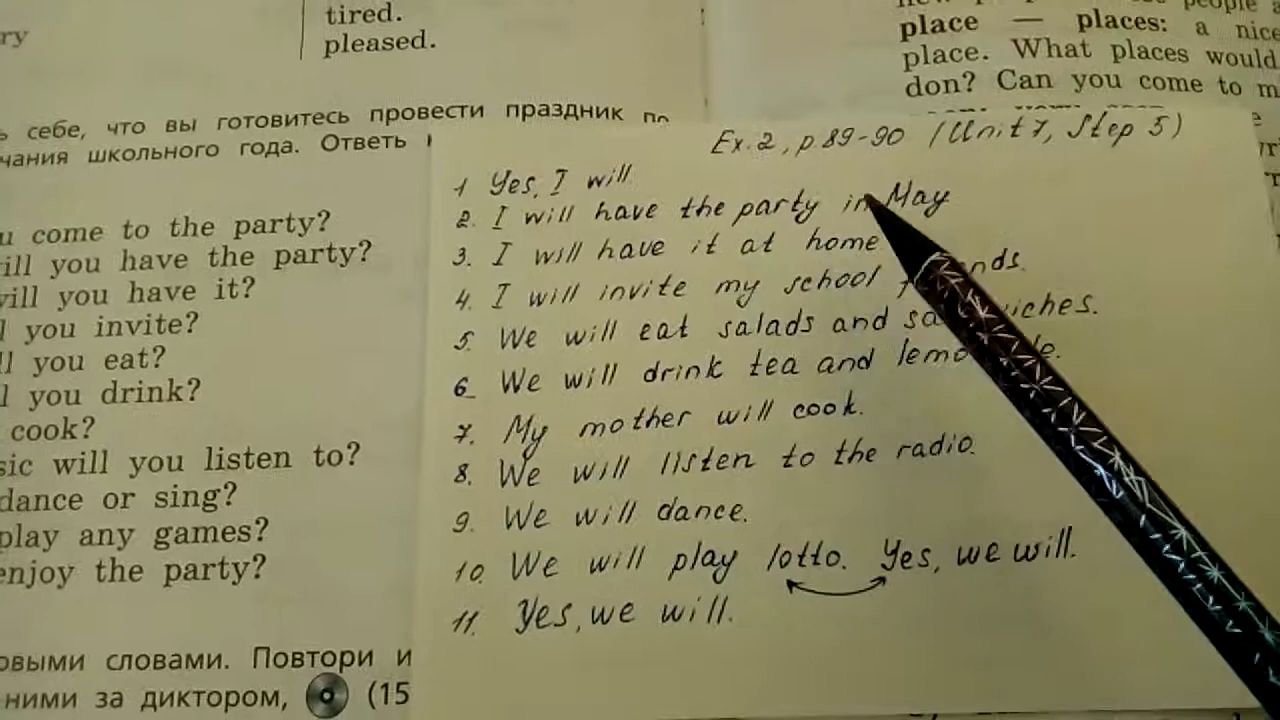 ry
tired.
pleased.
place — places: a nice
place. What places would
don? Can you come to m
ь себе, что вы готовитесь провести праздник по
чания школьного года. Ответь
u come to the party?
ill you have the party?
vill you have it?
l you invite?
ll you eat?
l you drink?
cook?
sic will you listen to?
dance or sing?
play any games?
enjoy the party?
овыми словами. Повтори и
ними за диктором, (15
Ex. 2, p. 89-90 (Unit 7, Step 5)
1 Yes, I will.
2. I will have the party in May
3. I will have it at home
4. I will invite my school
5. We will eat salads and
6. We will drink tea and
7. My mother will cook.
8. We will listen to the radio.
9. We will dance.
10. We will play lotto. Yes, we will.
11. Yes, we will.